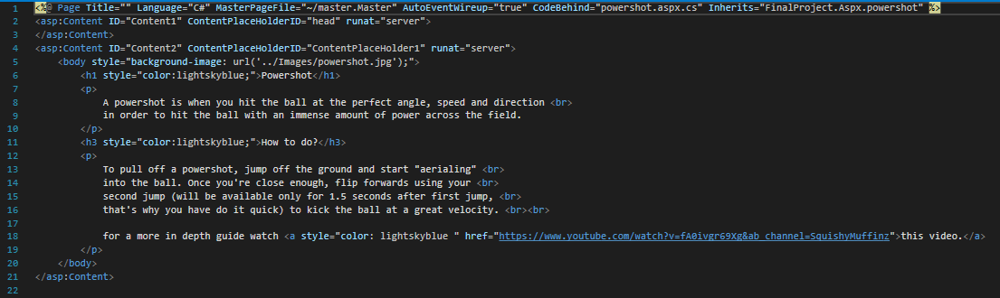 1 <%@ Page Title="" Language="C#" MasterPageFile="~/master.Master" AutoEventWireup="true" CodeBehind="powershot.aspx.cs" Inherits="FinalProject.Aspx.powershot" %>
2 <asp:Content ID="Content1" ContentPlaceHolderID="head" runat="server">
3 </asp:Content>
4 <asp:Content ID="Content2" ContentPlaceHolderID="ContentPlaceHolder1" runat="server">
5     <body style="background-image: url('../Images/powershot.jpg');">
6         <h1 style="color:lightskyblue;">Powershot</h1>
7         <p>
8             A powershot is when you hit the ball at the perfect angle, speed and direction <br>
9             in order to hit the ball with an immense amount of power across the field.
10         </p>
11         <h3 style="color:lightskyblue;">How to do?</h3>
12         <p>
13             To pull off a powershot, jump off the ground and start "aerialing" <br>
14             into the ball. Once you're close enough, flip forwards using your <br>
15             second jump (will be available only for 1.5 seconds after first jump, <br>
16             that's why you have do it quick) to kick the ball at a great velocity. <br><br>
17
18             for a more in depth guide watch <a style="color: lightskyblue " href="https://www.youtube.com/watch?v=fA0ivgr69Xg&ab_channel=SquishyMuffinz">this video.</a>
19         </p>
20     </body>
21 </asp:Content>
22